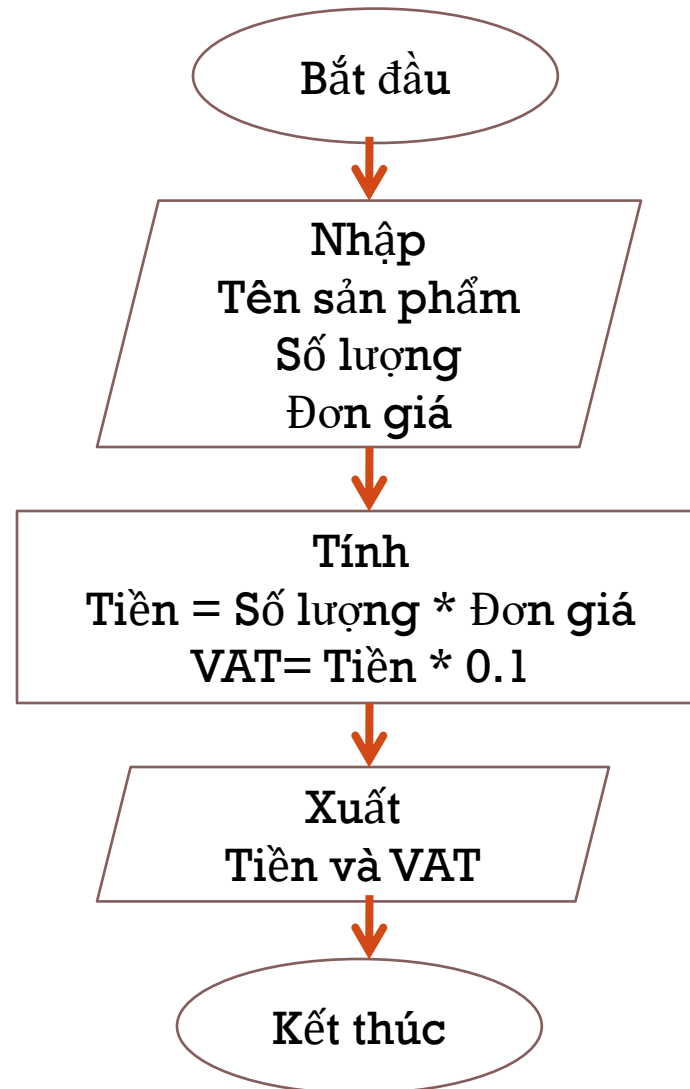 Bắt đầu
Nhập
Tên sản phẩm
Số lượng
Đơn giá
Tính
Tiền = Số lượng * Đơn giá
VAT= Tiền * 0.1
Xuất
Tiền và VAT
Kết thúc